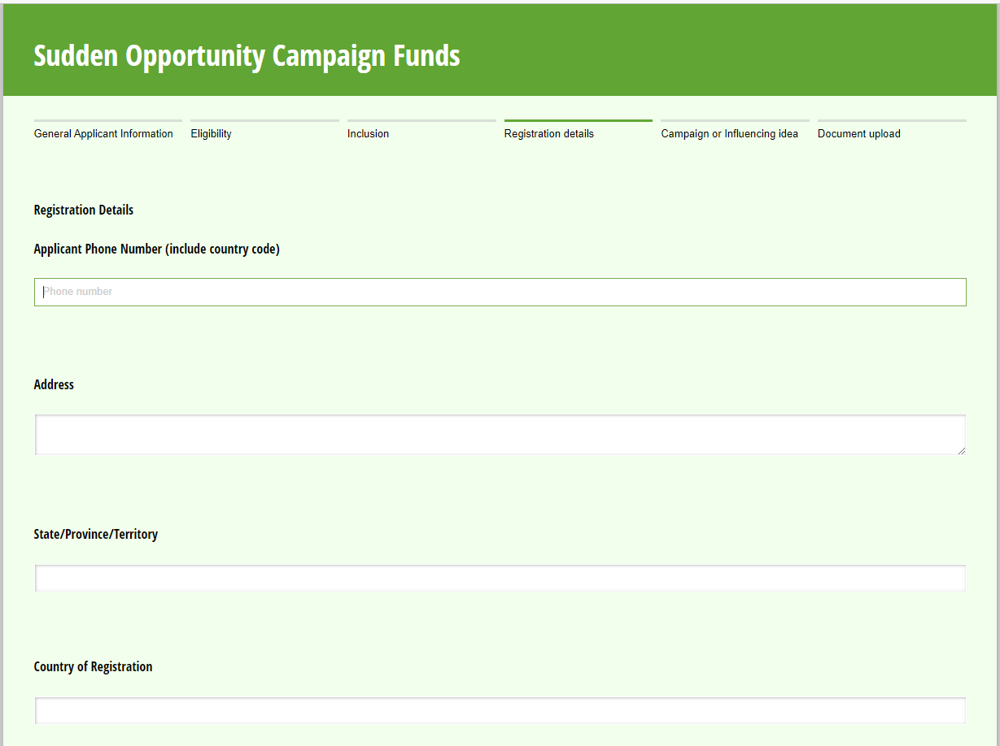 Sudden Opportunity Campaign Funds
General Applicant Information Eligibility Inclusion Registration details Campaign or Influencing idea Document upload
Registration Details
Applicant Phone Number (include country code)
Phone number
Address
State/Province/Territory
Country of Registration